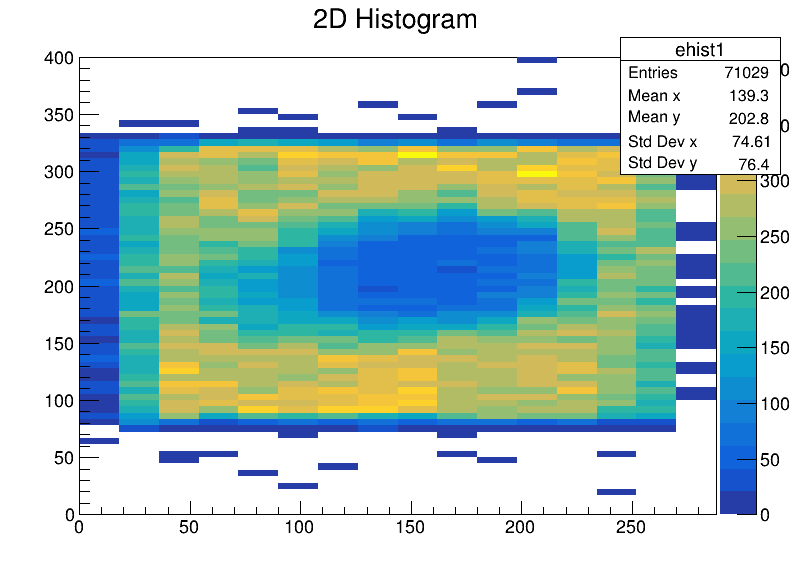 2D Histogram
ehist1
Entries 71029
Mean x 139.3
Mean y 202.8
Std Dev x 74.61
Std Dev y 76.4
400
350
300
250
200
150
100
50
0
0 50 100 150 200 250
0
0
300
250
200
150
100
50
0